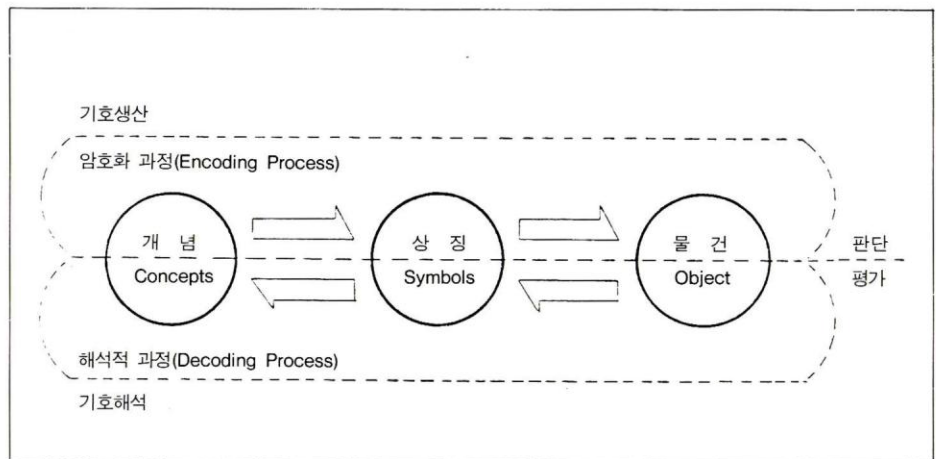 기호생산
암호화 과정(Encoding Process)
개 념
Concepts
상 징
Symbols
물 건
Object
판단
평가
해석적 과정(Decoding Process)
기호해석